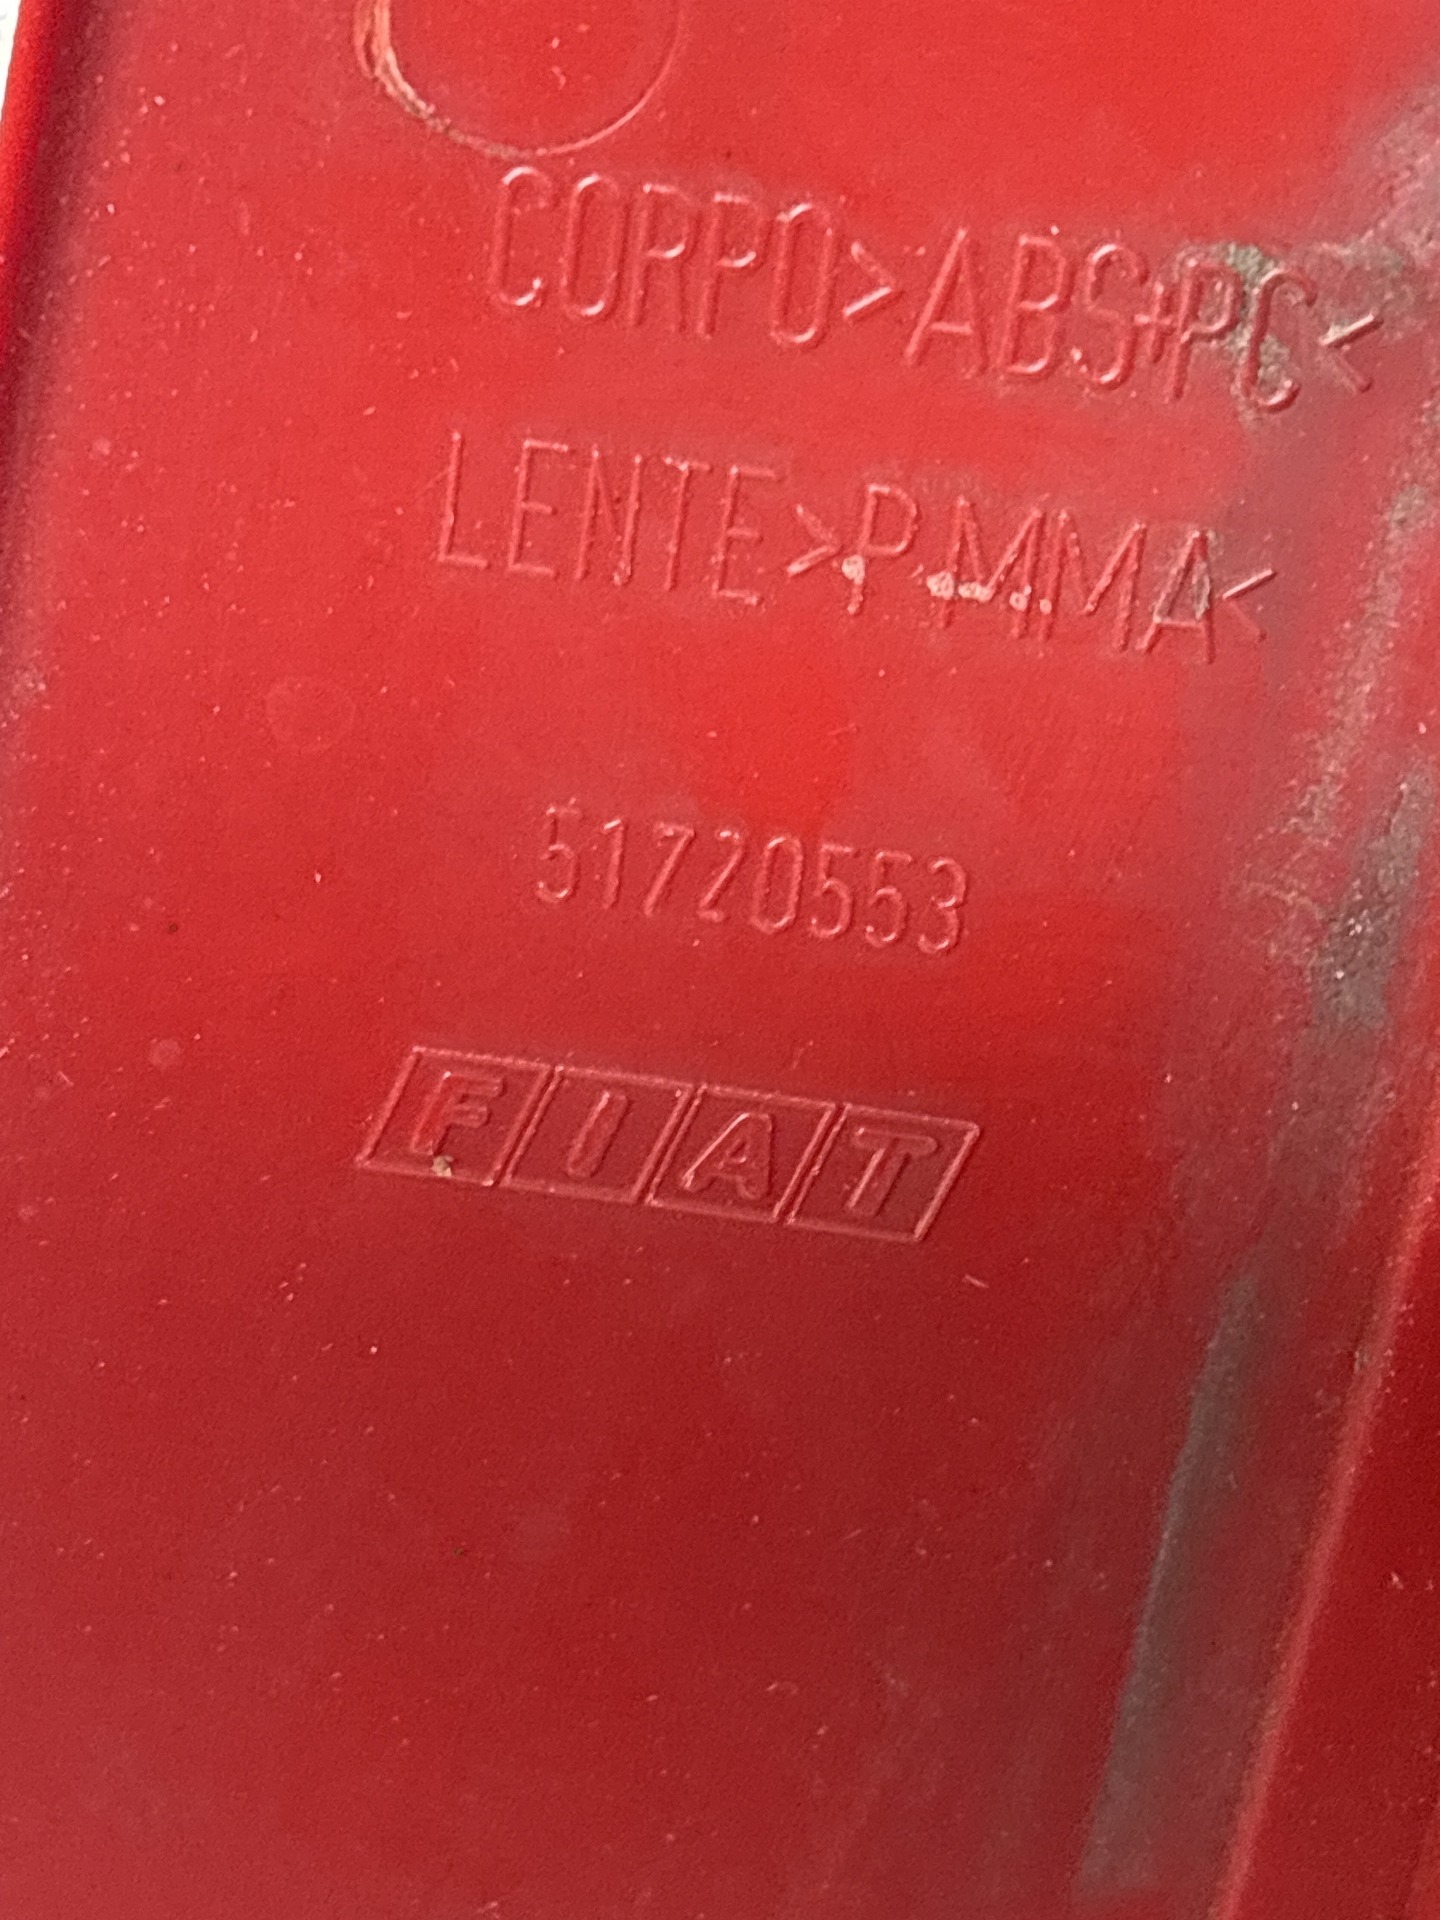 CORPO>ABS+PC<
LENTE>PMMA<
51720553
FIAT